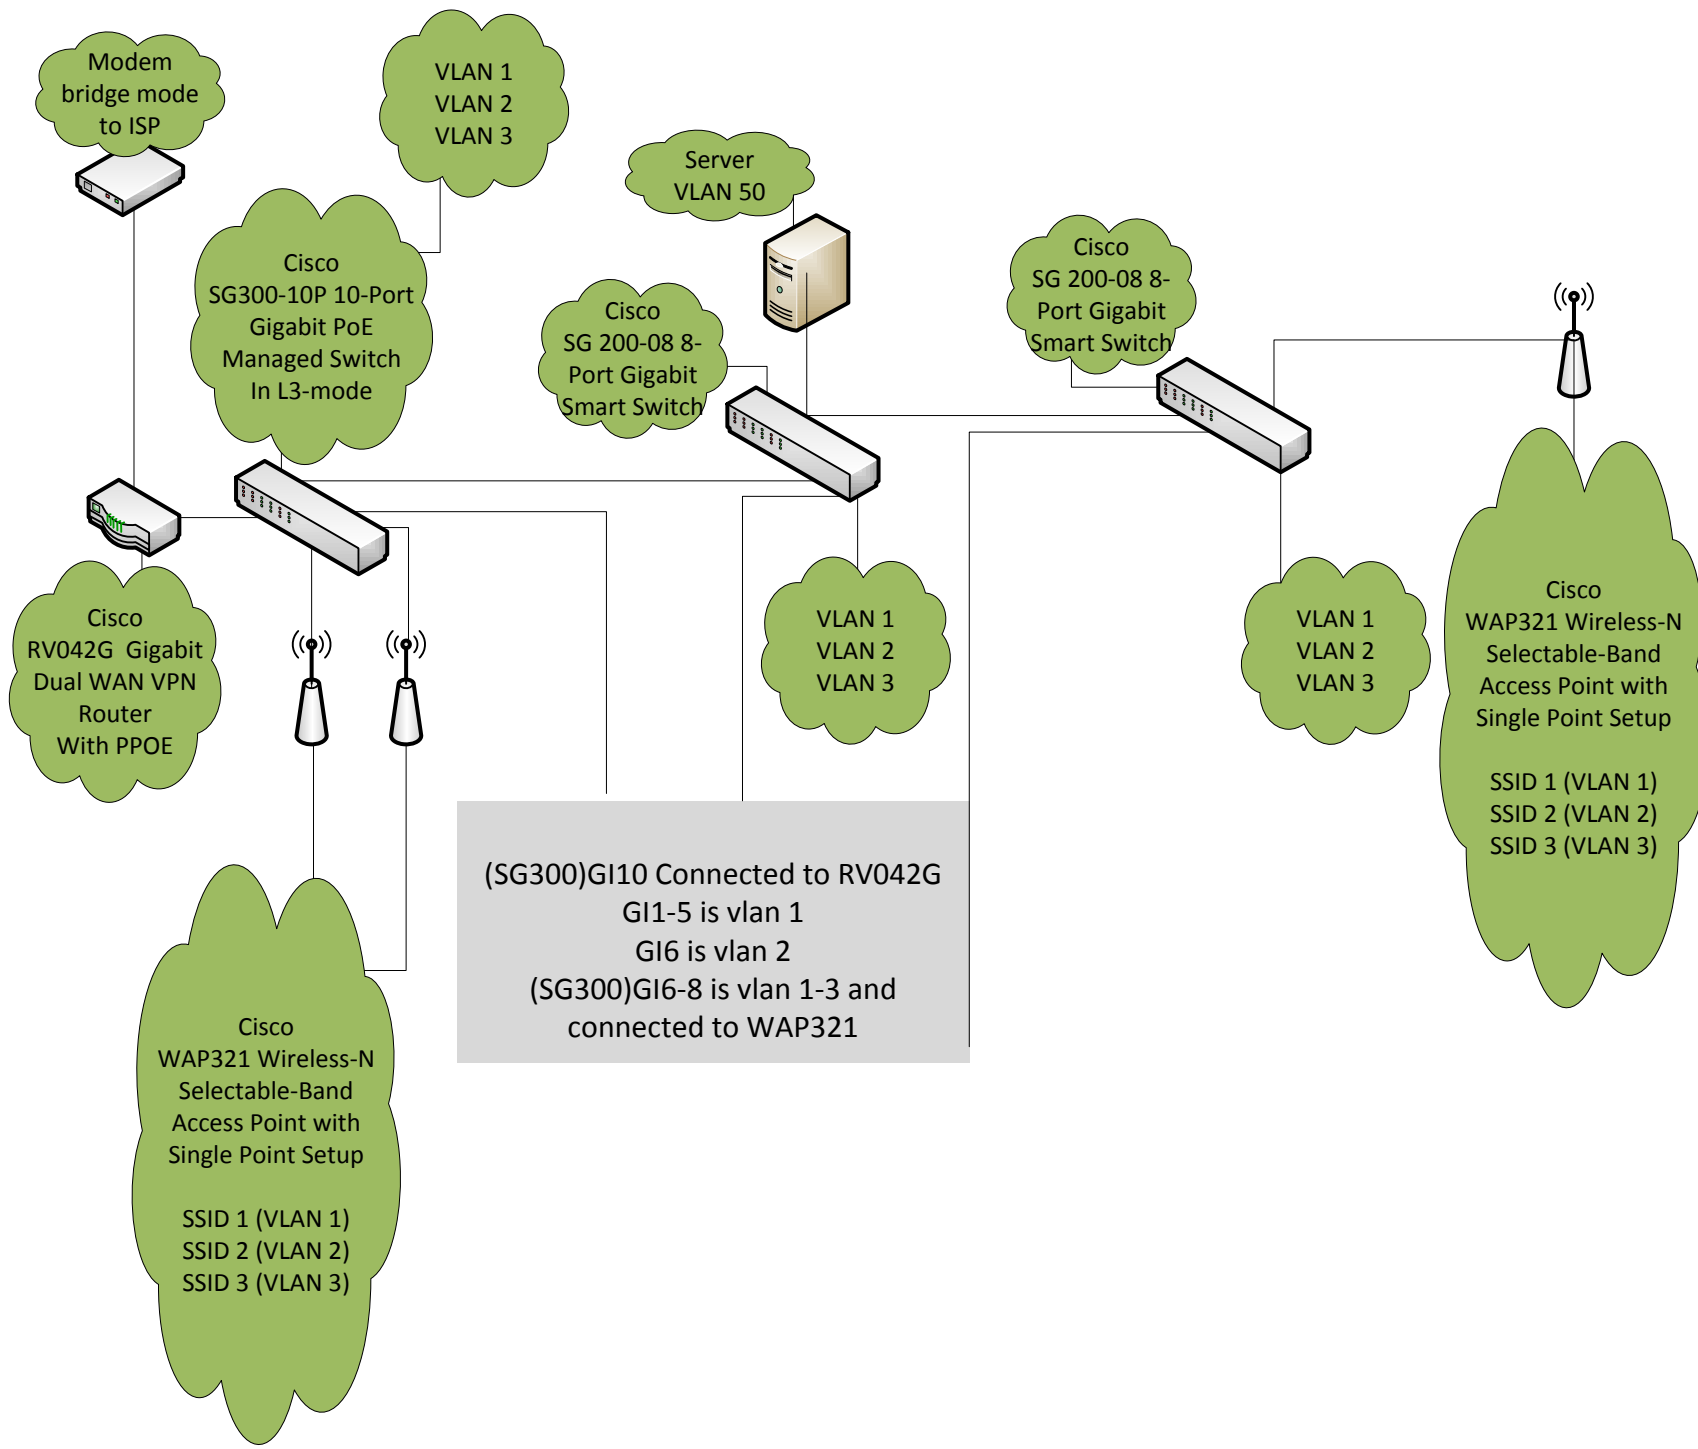 Modem
bridge mode
to ISP
VLAN 1
VLAN 2
VLAN 3
Server
VLAN 50
Cisco
SG300-10P 10-Port
Gigabit PoE
Managed Switch
In L3-mode
Cisco
SG 200-08 8-
Port Gigabit
Smart Switch
Cisco
SG 200-08 8-
Port Gigabit
Smart Switch
Cisco
RV042G  Gigabit
Dual WAN VPN
Router
With PPOE
VLAN 1
VLAN 2
VLAN 3
VLAN 1
VLAN 2
VLAN 3
Cisco
WAP321 Wireless-N
Selectable-Band
Access Point with
Single Point Setup
SSID 1 (VLAN 1)
SSID 2 (VLAN 2)
SSID 3 (VLAN 3)
(SG300)GI10 Connected to RV042G
GI1-5 is vlan 1
GI6 is vlan 2
(SG300)GI6-8 is vlan 1-3 and
connected to WAP321
Cisco
WAP321 Wireless-N
Selectable-Band
Access Point with
Single Point Setup
SSID 1 (VLAN 1)
SSID 2 (VLAN 2)
SSID 3 (VLAN 3)